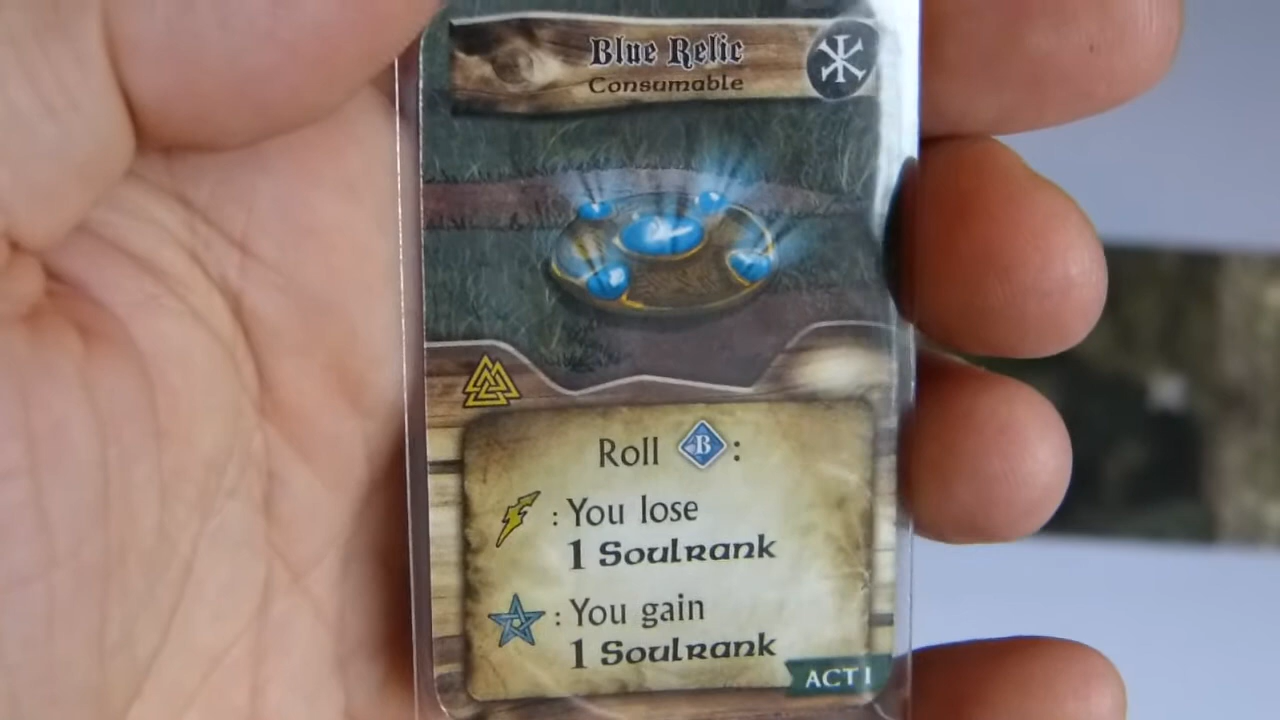 Blue Relic
Consumable
Roll B :
: You lose
1 Soulrank
: You gain
1 Soulrank
ACT I